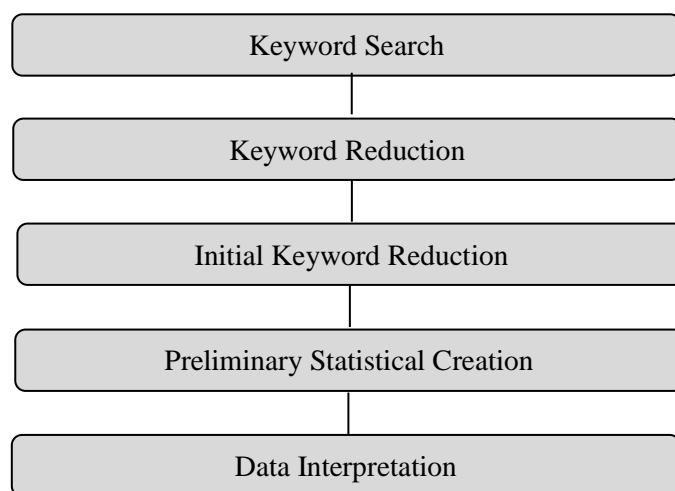 Keyword Search
Keyword Reduction
Initial Keyword Reduction
Preliminary Statistical Creation
Data Interpretation